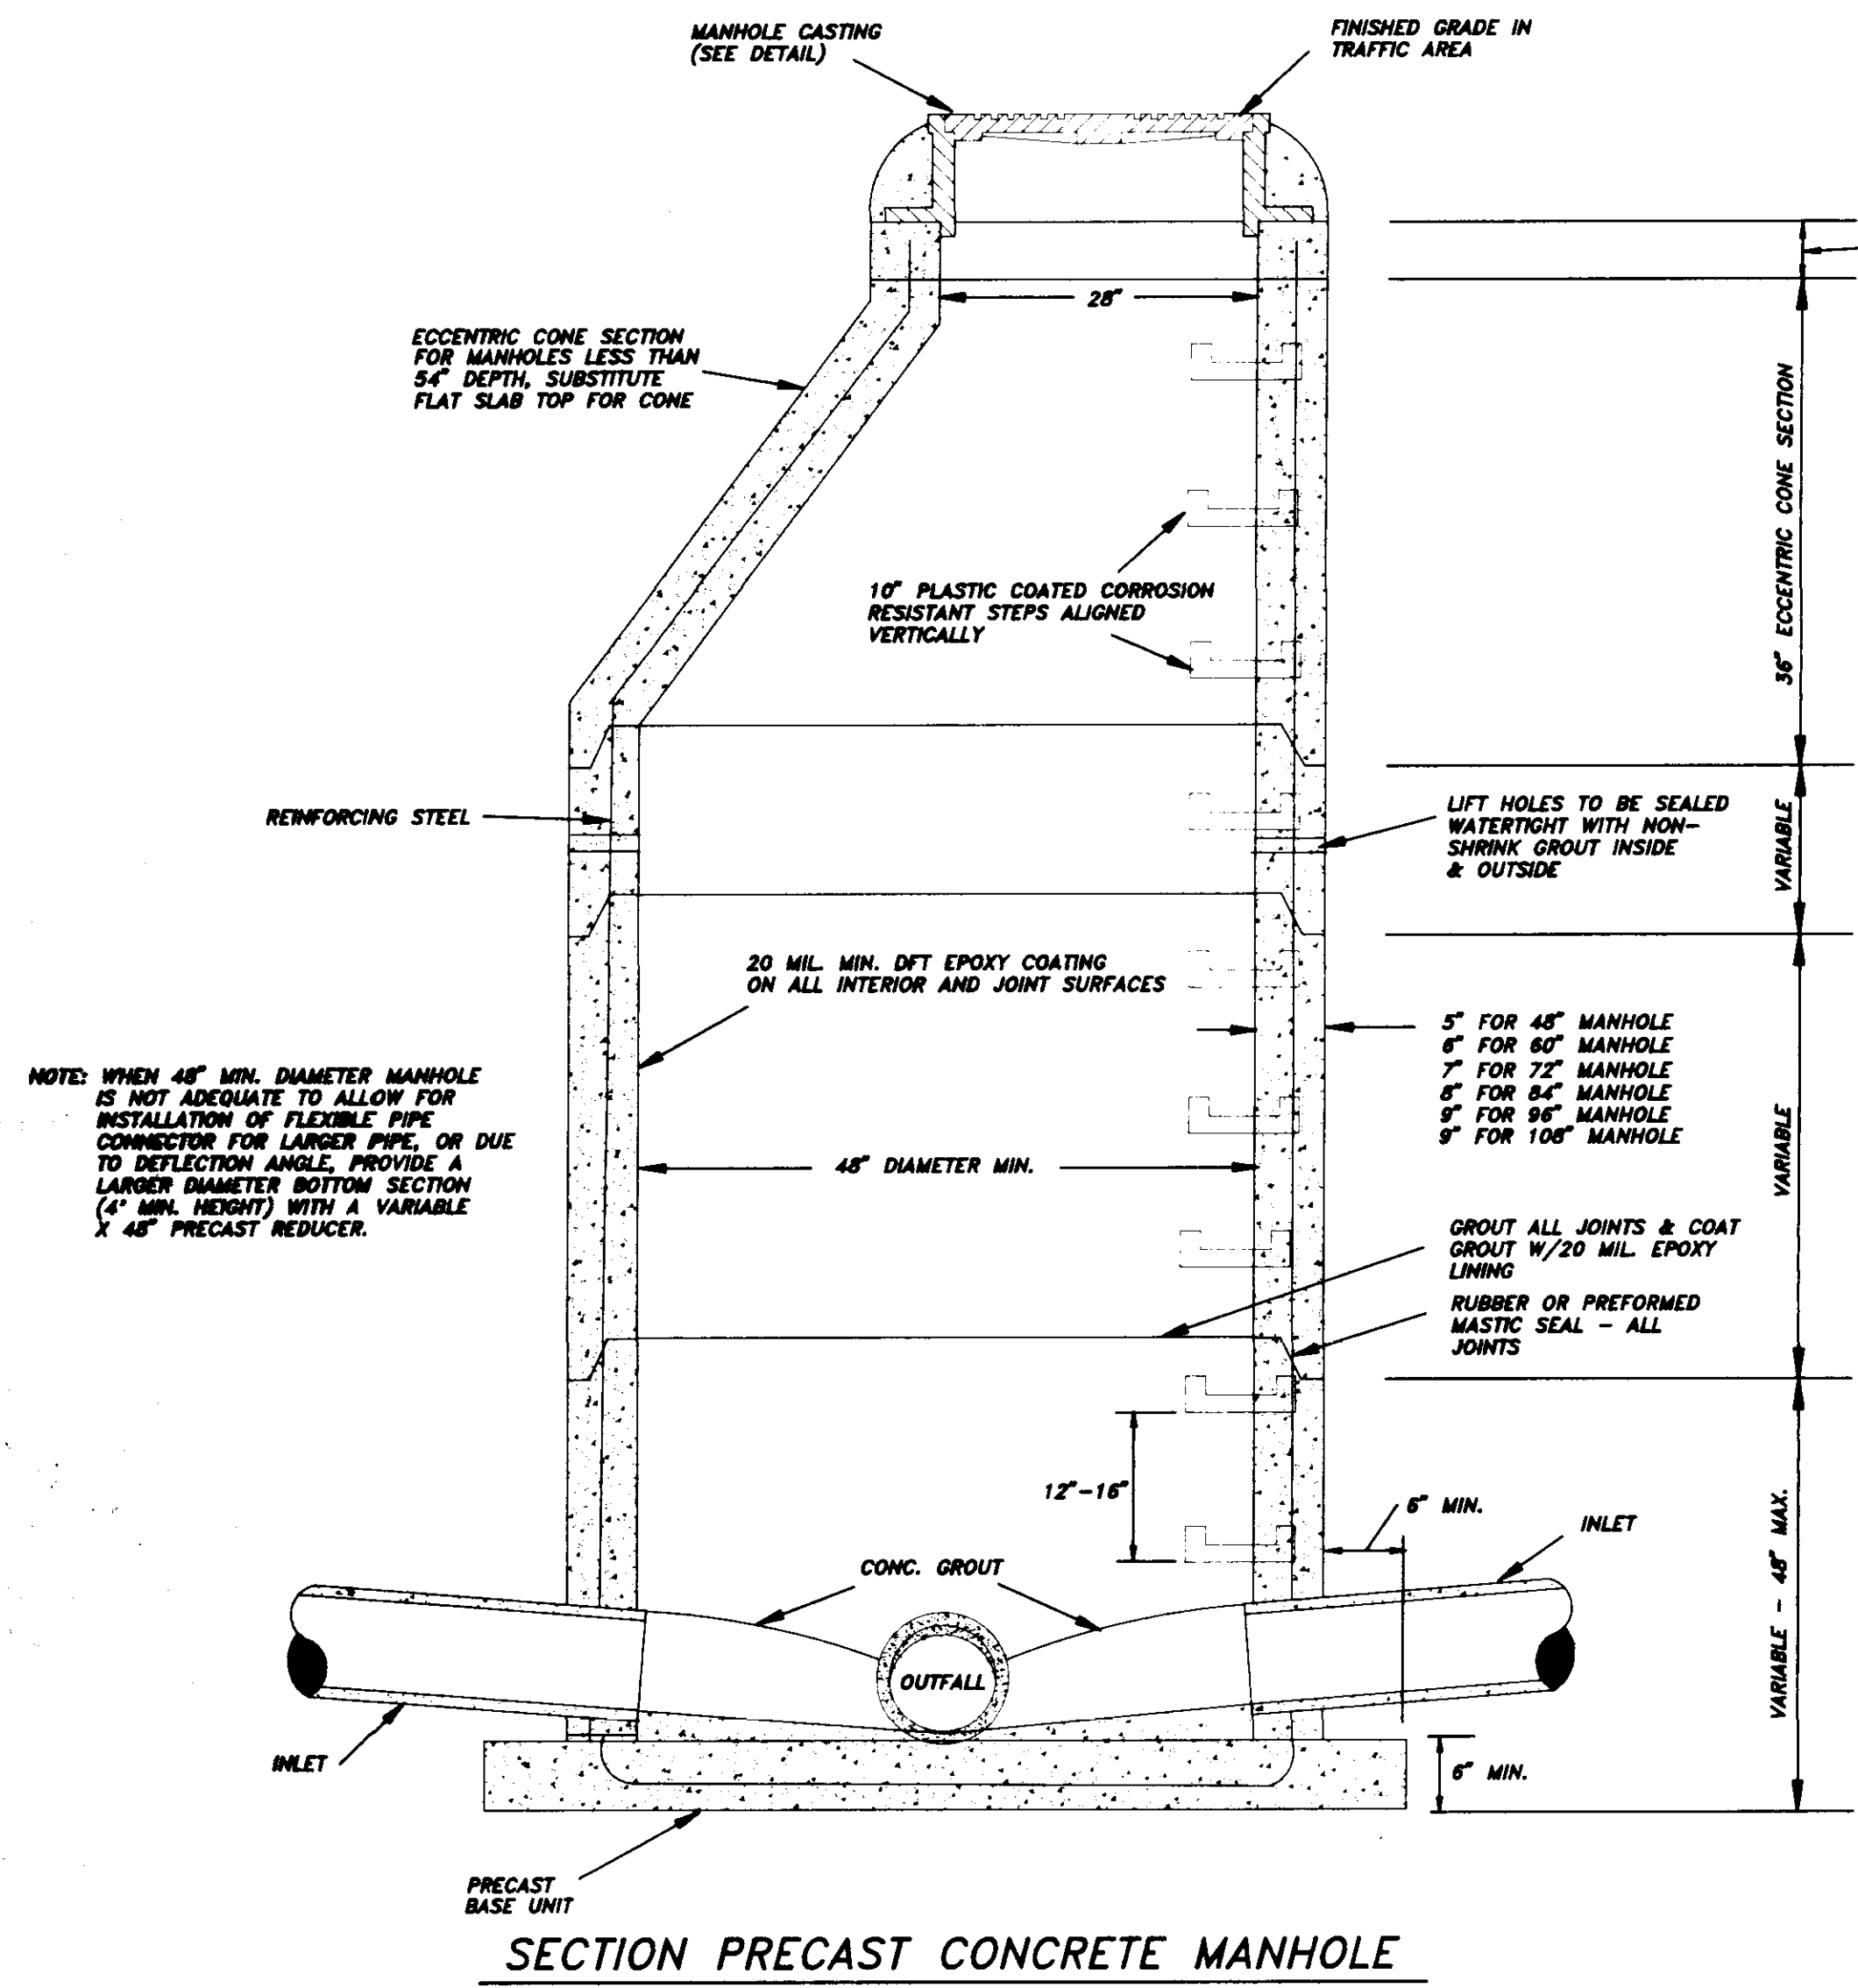 MANHOLE CASTING
(SEE DETAIL)
FINISHED GRADE IN
TRAFFIC AREA
28"
ECCENTRIC CONE SECTION
FOR MANHOLES LESS THAN
54" DEPTH, SUBSTITUTE
FLAT SLAB TOP FOR CONE
36" ECCENTRIC CONE SECTION
10" PLASTIC COATED CORROSION
RESISTANT STEPS ALIGNED
VERTICALLY
REINFORCING STEEL
LIFT HOLES TO BE SEALED
WATERTIGHT WITH NON-
SHRINK GROUT INSIDE
& OUTSIDE
VARIABLE
20 MIL. MIN. DFT EPOXY COATING
ON ALL INTERIOR AND JOINT SURFACES
5" FOR 48" MANHOLE
6" FOR 60" MANHOLE
7" FOR 72" MANHOLE
8" FOR 84" MANHOLE
9" FOR 96" MANHOLE
9" FOR 108" MANHOLE
NOTE: WHEN 48" MIN. DIAMETER MANHOLE
IS NOT ADEQUATE TO ALLOW FOR
INSTALLATION OF FLEXIBLE PIPE
CONNECTOR FOR LARGER PIPE, OR DUE
TO DEFLECTION ANGLE, PROVIDE A
LARGER DIAMETER BOTTOM SECTION
(4' MIN. HEIGHT) WITH A VARIABLE
X 48" PRECAST REDUCER.
48" DIAMETER MIN.
VARIABLE
GROUT ALL JOINTS & COAT
GROUT W/20 MIL. EPOXY
LINING
RUBBER OR PREFORMED
MASTIC SEAL - ALL
JOINTS
12"-16"
6" MIN.
INLET
VARIABLE - 48" MAX.
CONC. GROUT
OUTFALL
INLET
6" MIN.
PRECAST
BASE UNIT
SECTION PRECAST CONCRETE MANHOLE